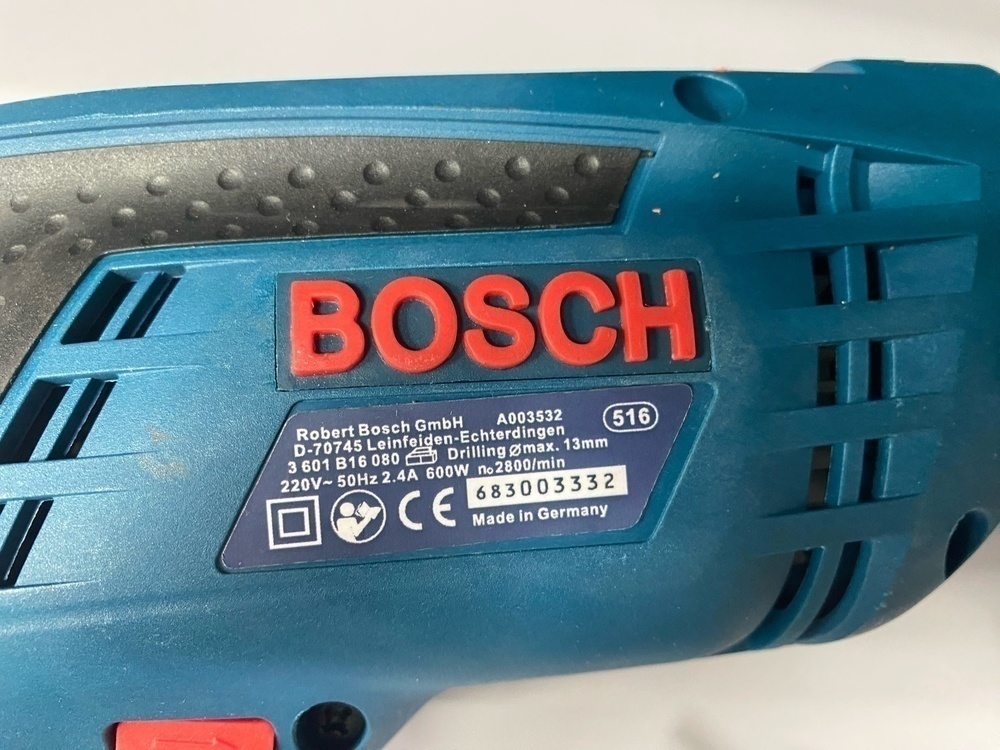 BOSCH
Robert Bosch GmbH A003532 516
D-70745 Leinfeiden-Echterdingen
3 601 B16 080 Drilling ⌀max. 13mm
220V~ 50Hz 2.4A 600W n₀2800/min
683003332
CE Made in Germany